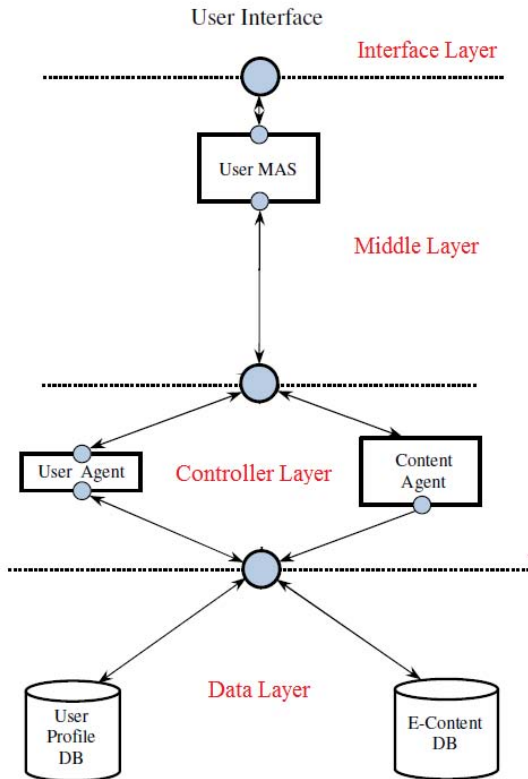 User Interface
Interface Layer
User MAS
Middle Layer
User Agent
Controller Layer
Content
Agent
Data Layer
User
Profile
DB
E-Content
DB